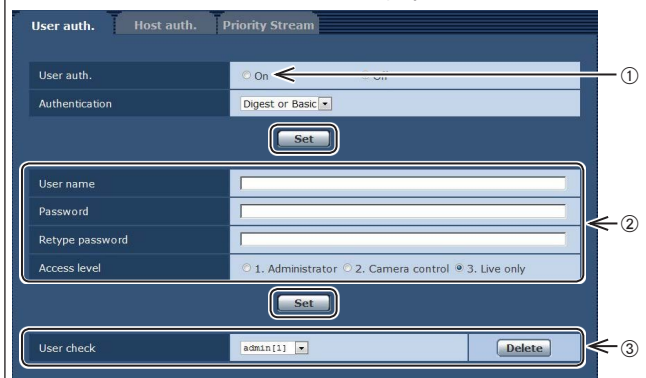 User auth. Host auth. Priority Stream
User auth. On Off ①
Authentication Digest or Basic
Set
User name
Password ②
Retype password
Access level 1. Administrator 2. Camera control 3. Live only
Set
User check admin[1] Delete ③